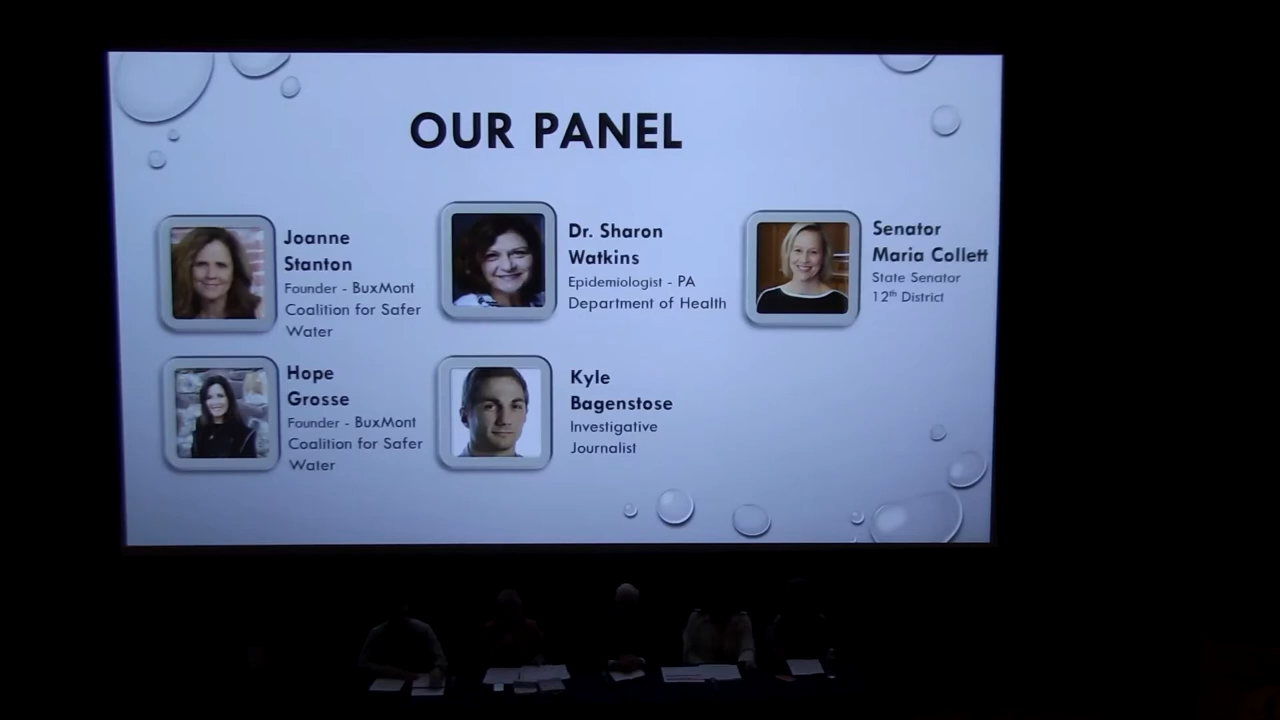 OUR PANEL
Joanne
Stanton
Founder - BuxMont
Coalition for Safer
Water
Dr. Sharon
Watkins
Epidemiologist - PA
Department of Health
Senator
Maria Collett
State Senator
12th District
Hope
Grosse
Founder - BuxMont
Coalition for Safer
Water
Kyle
Bagenstose
Investigative
Journalist